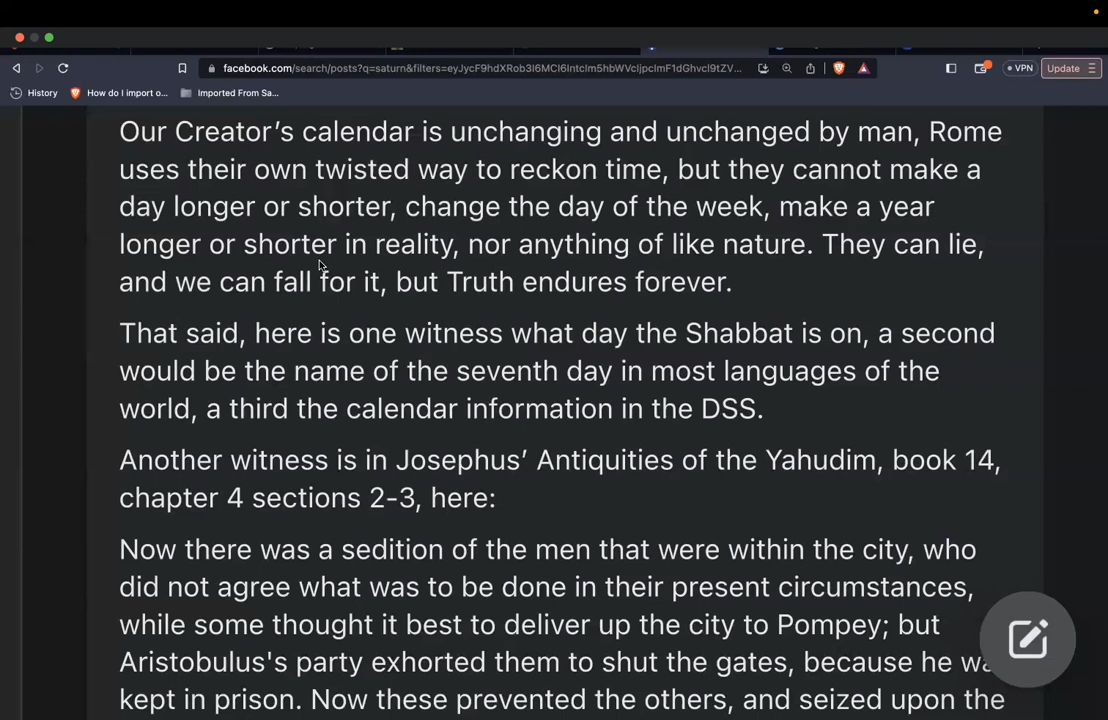 facebook.com/search/posts?q=saturn&filters=eyJycF9hdXRob3I6MCI6Intclm5hbWVcljpclmF1dGhvcl9tZV...
VPN
Update
History
How do I import o...
Imported From Sa...
Our Creator's calendar is unchanging and unchanged by man, Rome
uses their own twisted way to reckon time, but they cannot make a
day longer or shorter, change the day of the week, make a year
longer or shorter in reality, nor anything of like nature. They can lie,
and we can fall for it, but Truth endures forever.
That said, here is one witness what day the Shabbat is on, a second
would be the name of the seventh day in most languages of the
world, a third the calendar information in the DSS.
Another witness is in Josephus' Antiquities of the Yahudim, book 14,
chapter 4 sections 2-3, here:
Now there was a sedition of the men that were within the city, who
did not agree what was to be done in their present circumstances,
while some thought it best to deliver up the city to Pompey; but
Aristobulus's party exhorted them to shut the gates, because he wa
kept in prison. Now these prevented the others, and seized upon the